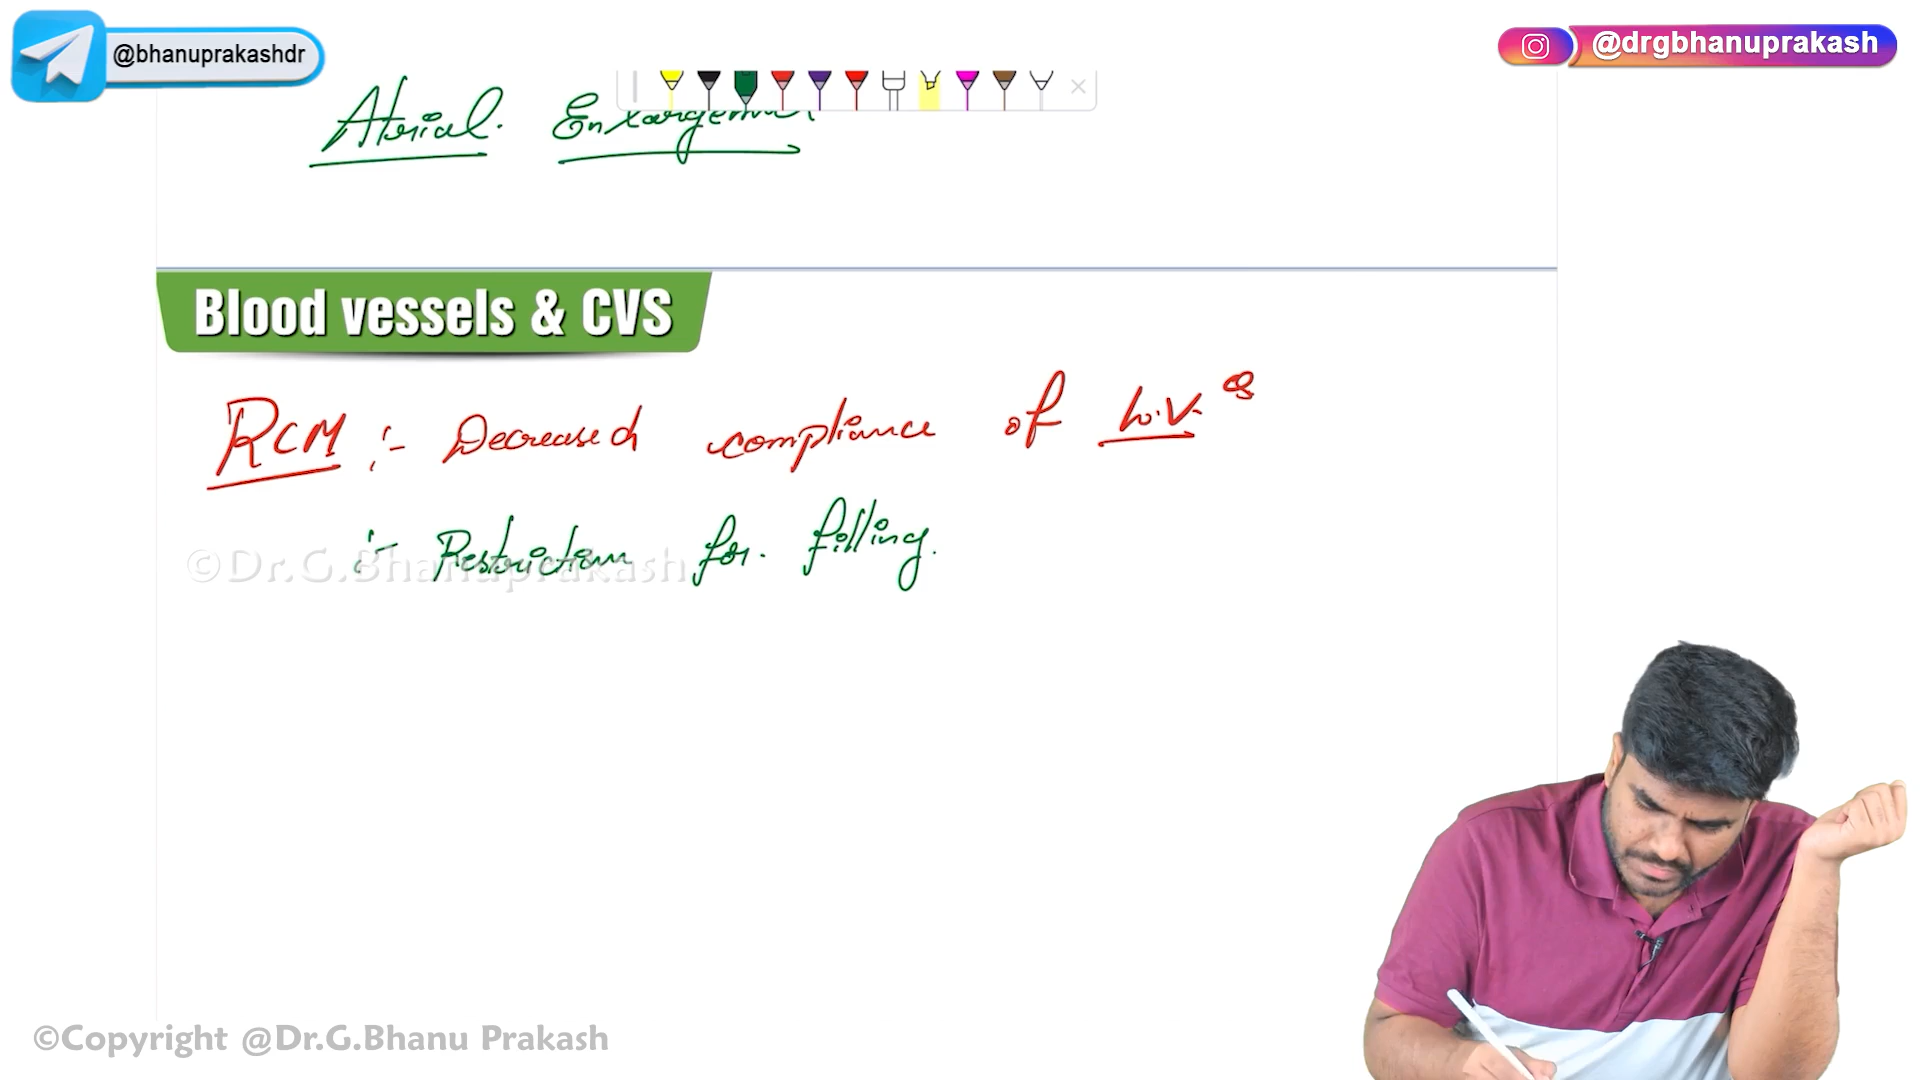 @bhanuprakashdr
@drgbhanuprakash
Atrial. Enlargement
Blood vessels & CVS
RCM :- Decreased compliance of L.V.
:- Restriction for. filling.
©Dr.G.Bhanuprakash
©Copyright @Dr.G.Bhanu Prakash